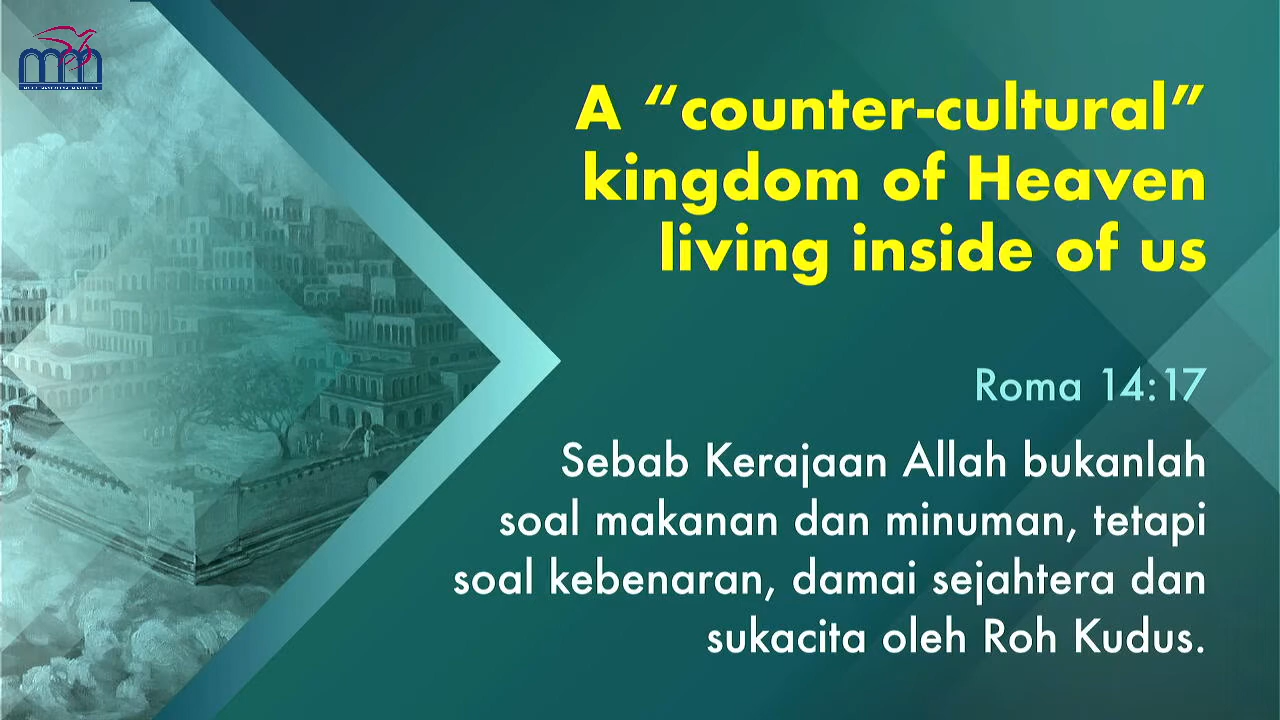 A “counter-cultural”
kingdom of Heaven
living inside of us
Roma 14:17
Sebab Kerajaan Allah bukanlah
soal makanan dan minuman, tetapi
soal kebenaran, damai sejahtera dan
sukacita oleh Roh Kudus.